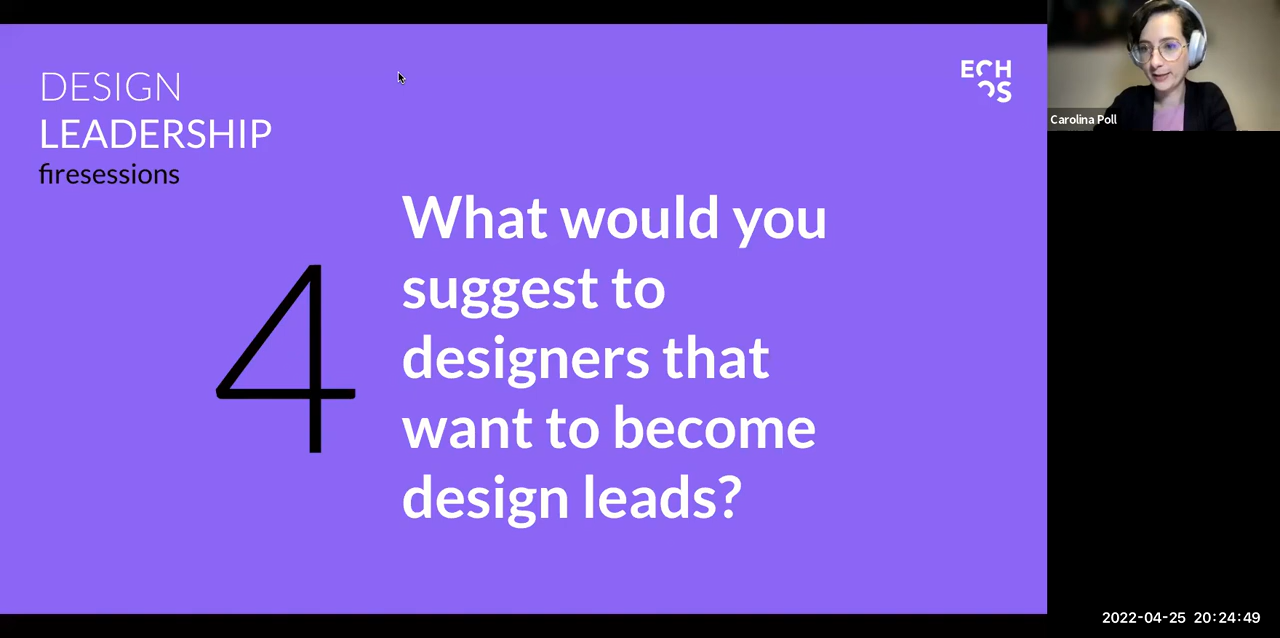 DESIGN
LEADERSHIP
firesessions
ECH
OS
Carolina Poll
4
What would you
suggest to
designers that
want to become
design leads?
2022-04-25 20:24:49